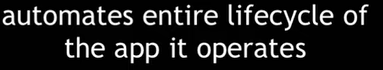 automates entire lifecycle of
the app it operates